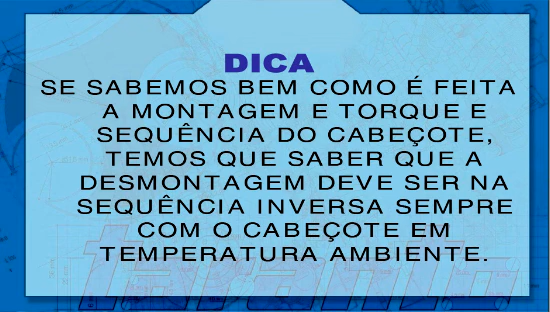 DICA
SE SABEMOS BEM COMO É FEITA
A MONTAGEM E TORQUE E
SEQUÊNCIA DO CABEÇOTE,
TEMOS QUE SABER QUE A
DESMONTAGEM DEVE SER NA
SEQUÊNCIA INVERSA SEMPRE
COM O CABEÇOTE EM
TEMPERATURA AMBIENTE.